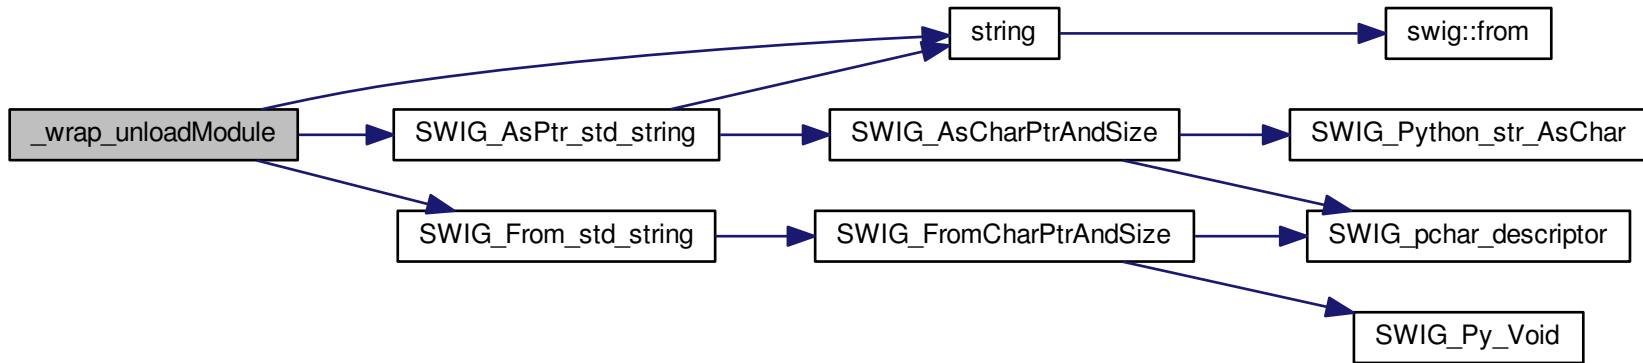 string
swig::from
_wrap_unloadModule
SWIG_AsPtr_std_string
SWIG_AsCharPtrAndSize
SWIG_Python_str_AsChar
SWIG_From_std_string
SWIG_FromCharPtrAndSize
SWIG_pchar_descriptor
SWIG_Py_Void